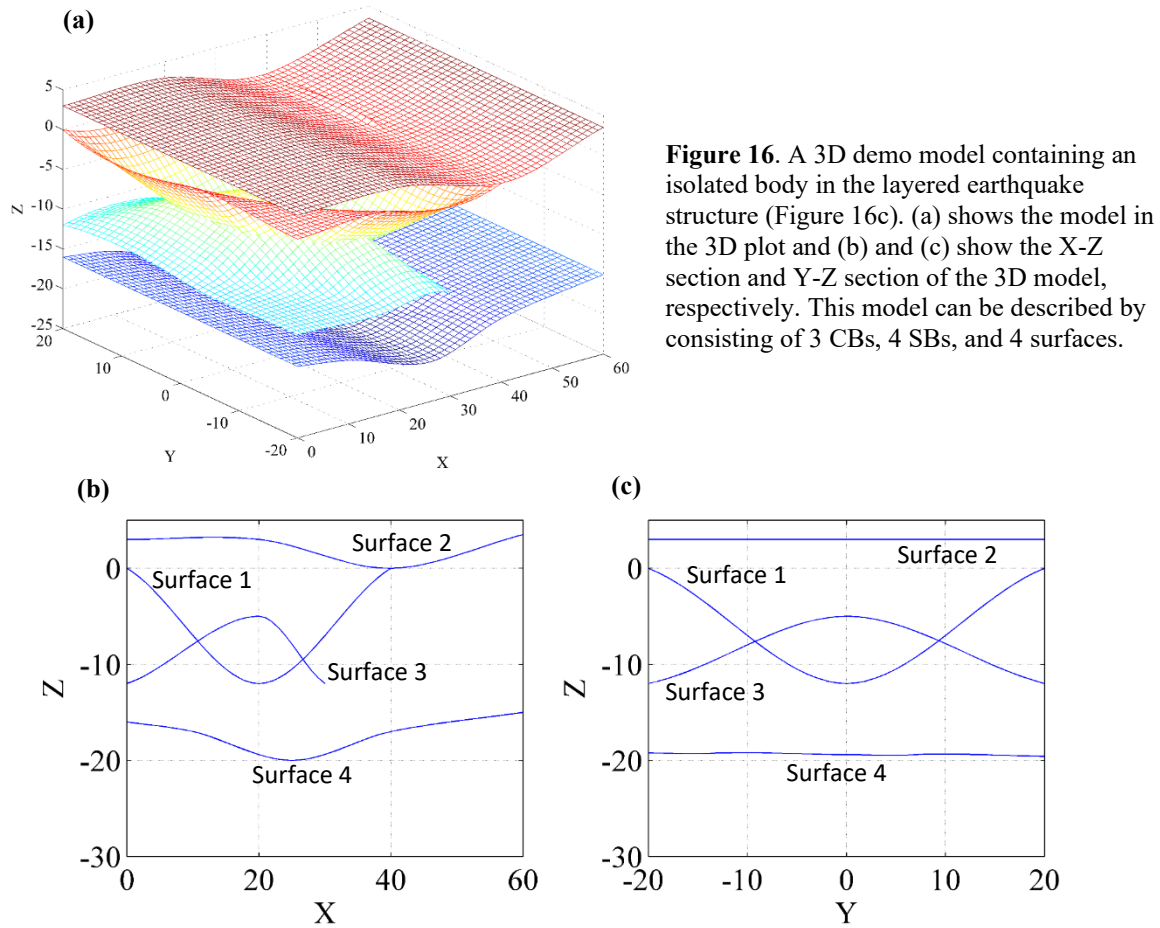 (a)
5
0
-5
-10
-15
-20
-25
Z
20
10
0
-10
-20
Y
0
10
20
30
40
50
60
X
Figure 16. A 3D demo model containing an
isolated body in the layered earthquake
structure (Figure 16c). (a) shows the model in
the 3D plot and (b) and (c) show the X-Z
section and Y-Z section of the 3D model,
respectively. This model can be described by
consisting of 3 CBs, 4 SBs, and 4 surfaces.
(b)
Surface 1
Surface 2
Surface 3
Surface 4
0
-10
-20
-30
Z
0
20
40
60
X
(c)
Surface 1
Surface 2
Surface 3
Surface 4
0
-10
-20
-30
Z
-20
-10
0
10
20
Y